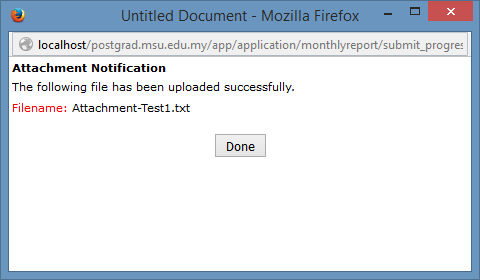 Untitled Document - Mozilla Firefox
localhost/postgrad.msu.edu.my/app/application/monthlyreport/submit_progres
Attachment Notification
The following file has been uploaded successfully.
Filename: Attachment-Test1.txt
Done